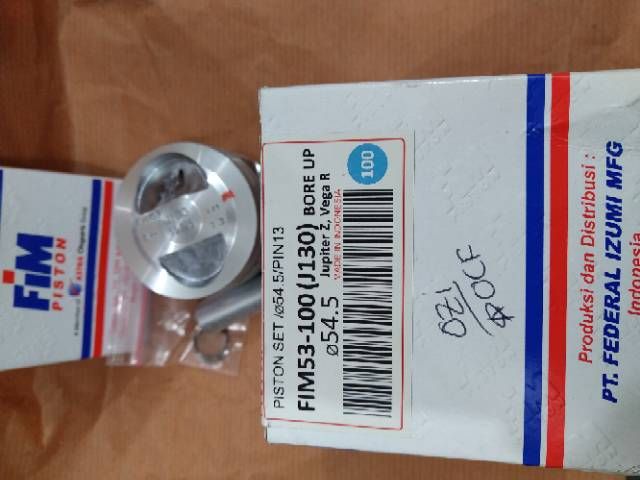 FIM
PISTON
PISTON SET /ø54.5/PIN13
FIM53-100 (J130) BORE UP
Jupiter Z, Vega R
MADE IN INDONESIA
ø54.5
100
Produksi dan Distribusi :
PT. FEDERAL IZUMI MFG
Indonesia